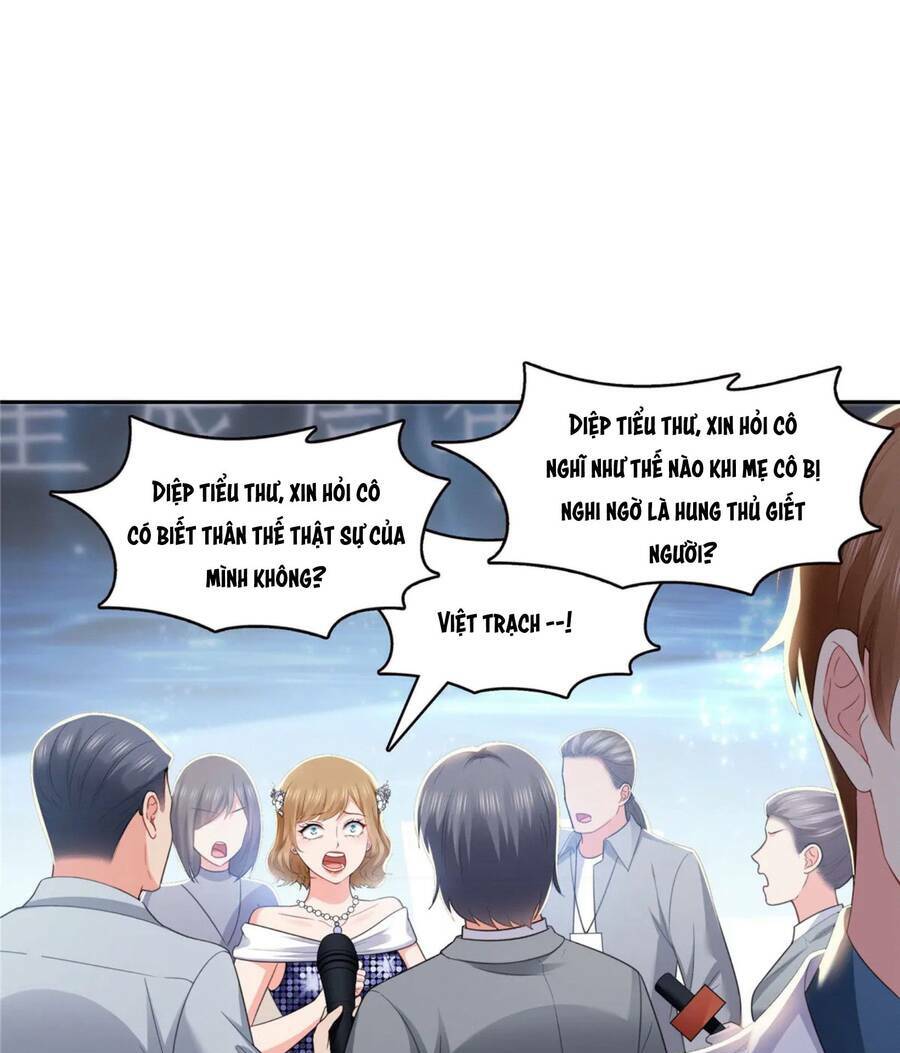 DIỆP TIỂU THƯ, XIN HỎI CÔ
CÓ BIẾT THÂN THẾ THẬT SỰ CỦA
MÌNH KHÔNG?
DIỆP TIỂU THƯ, XIN HỎI CÔ
NGHĨ NHƯ THẾ NÀO KHI MẸ CÔ BỊ
NGHI NGỜ LÀ HUNG THỦ GIẾT
NGƯỜI?
VIỆT TRẠCH --!